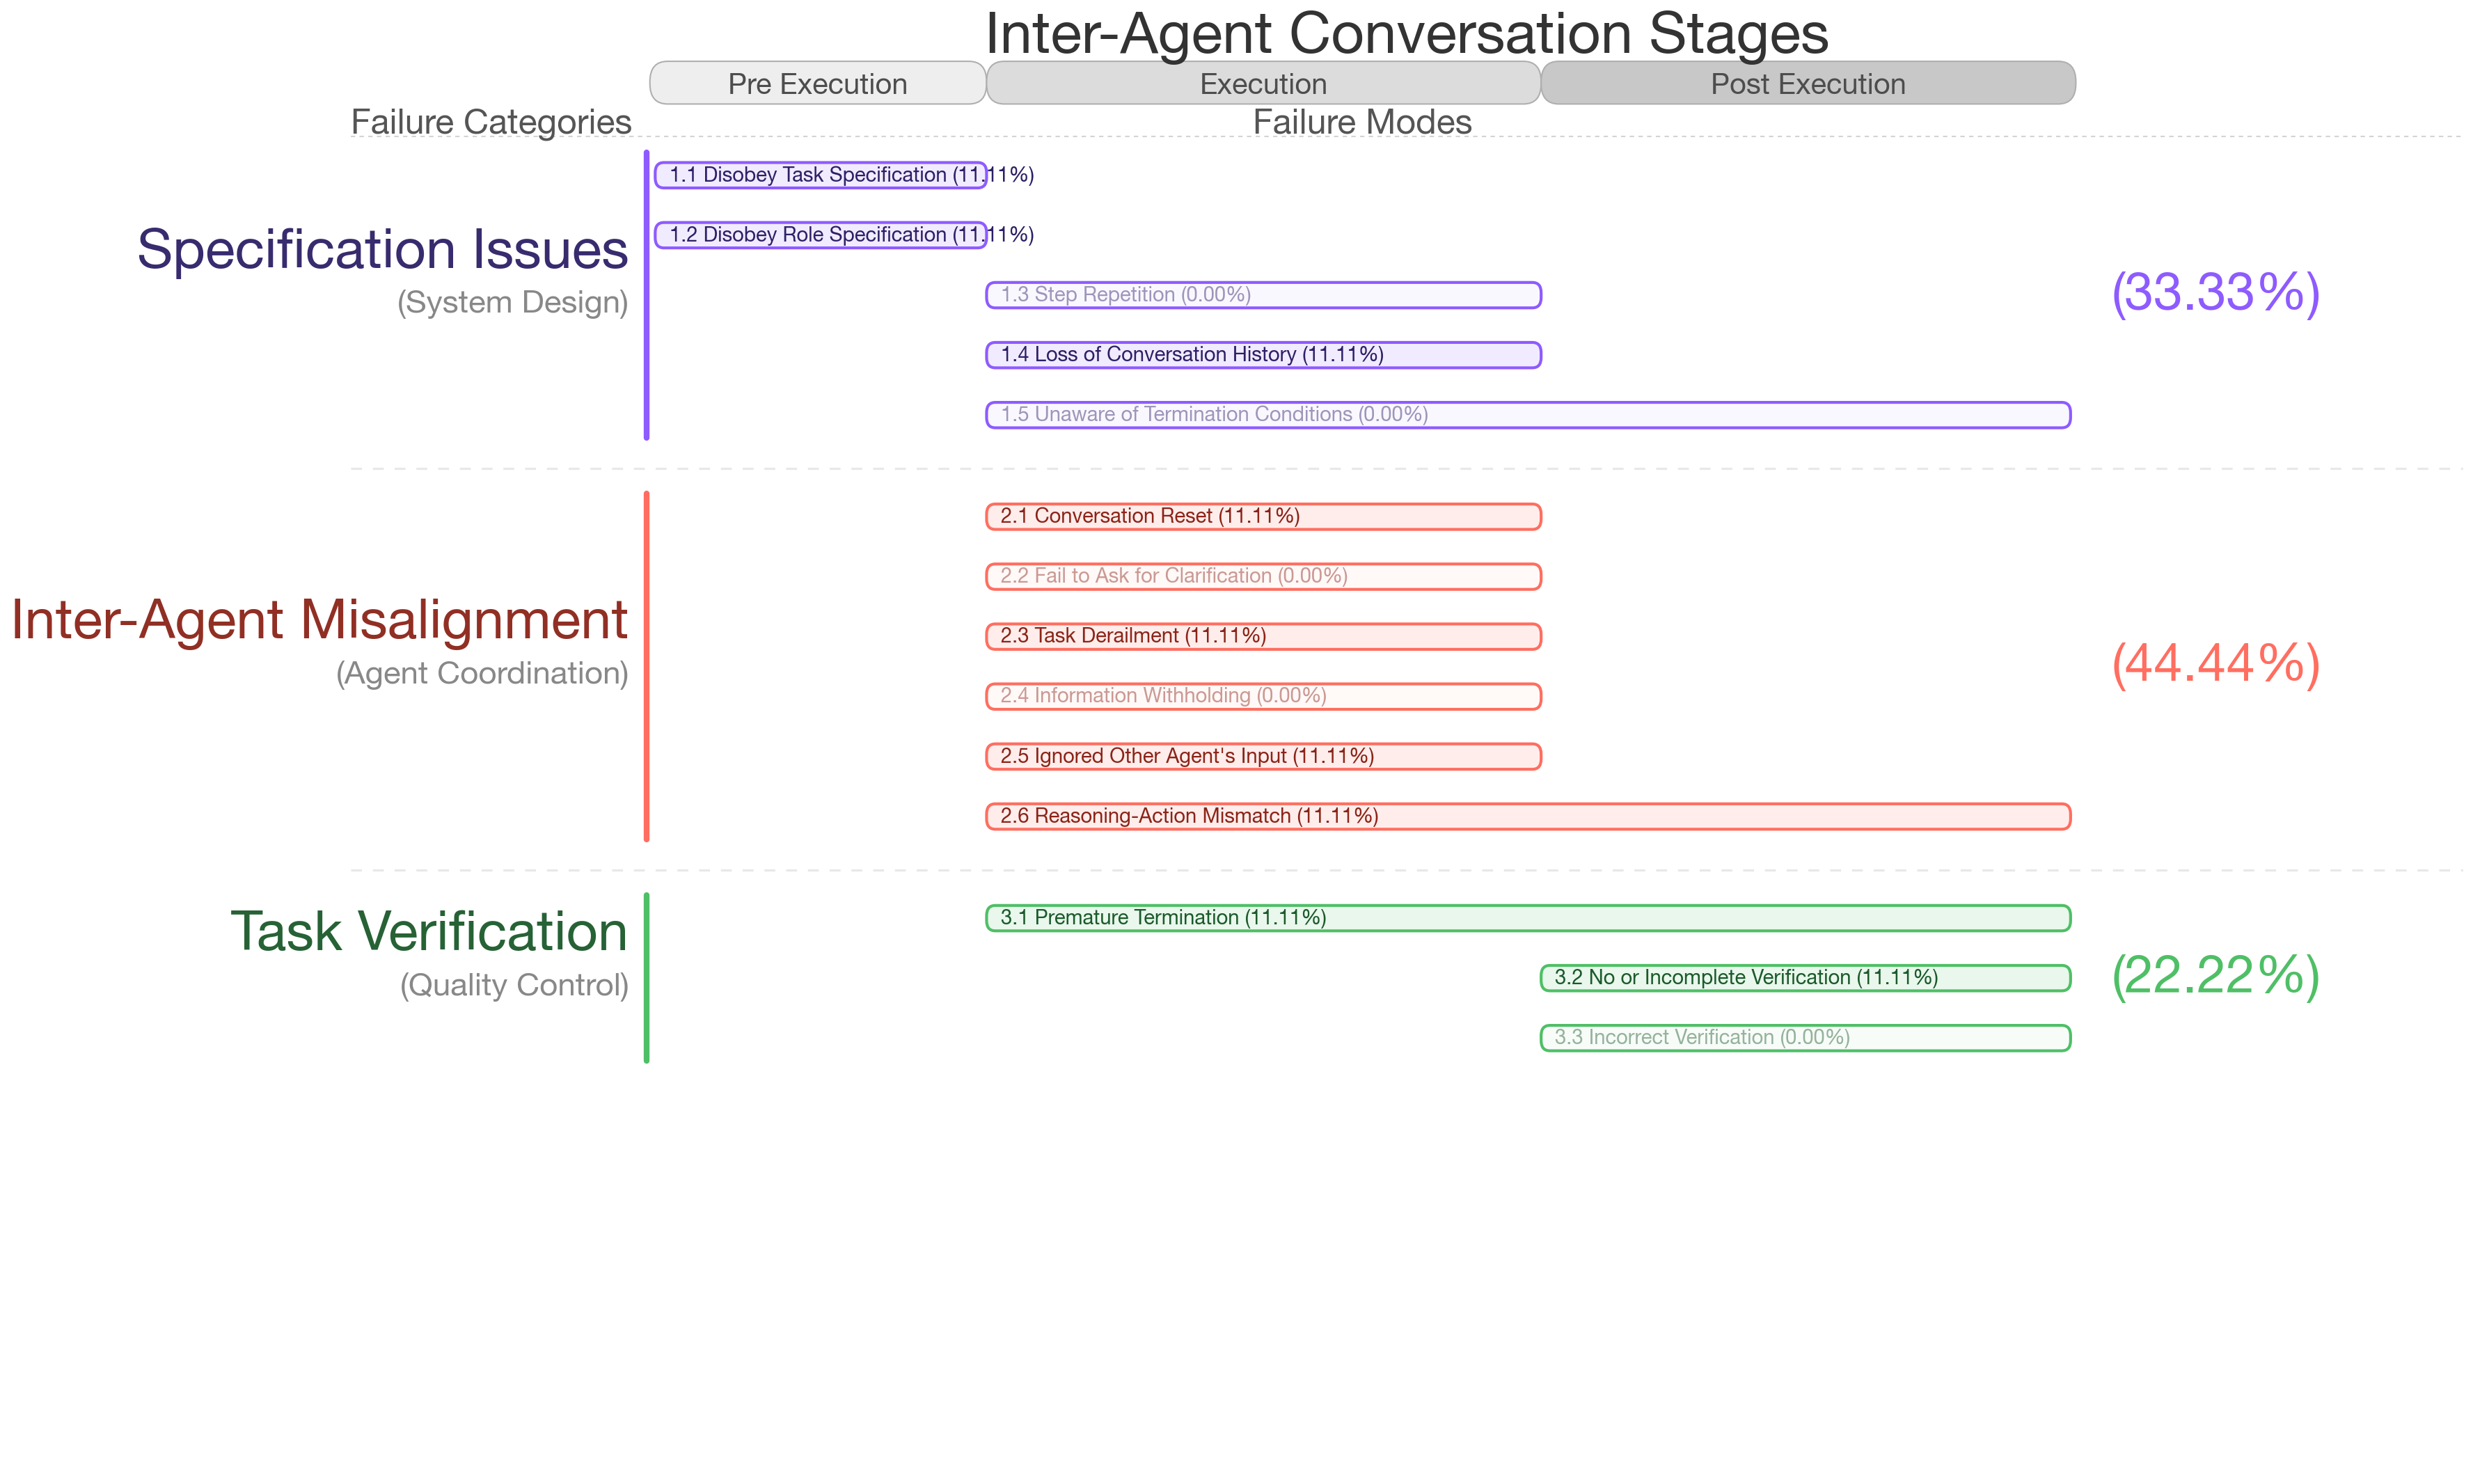 Inter-Agent Conversation Stages
Pre Execution
Execution
Post Execution
Failure Categories
Failure Modes
Specification Issues
(System Design)
1.1 Disobey Task Specification (11.11%)
1.2 Disobey Role Specification (11.11%)
1.3 Step Repetition (0.00%)
1.4 Loss of Conversation History (11.11%)
1.5 Unaware of Termination Conditions (0.00%)
(33.33%)
Inter-Agent Misalignment
(Agent Coordination)
2.1 Conversation Reset (11.11%)
2.2 Fail to Ask for Clarification (0.00%)
2.3 Task Derailment (11.11%)
2.4 Information Withholding (0.00%)
2.5 Ignored Other Agent's Input (11.11%)
2.6 Reasoning-Action Mismatch (11.11%)
(44.44%)
Task Verification
(Quality Control)
3.1 Premature Termination (11.11%)
3.2 No or Incomplete Verification (11.11%)
3.3 Incorrect Verification (0.00%)
(22.22%)